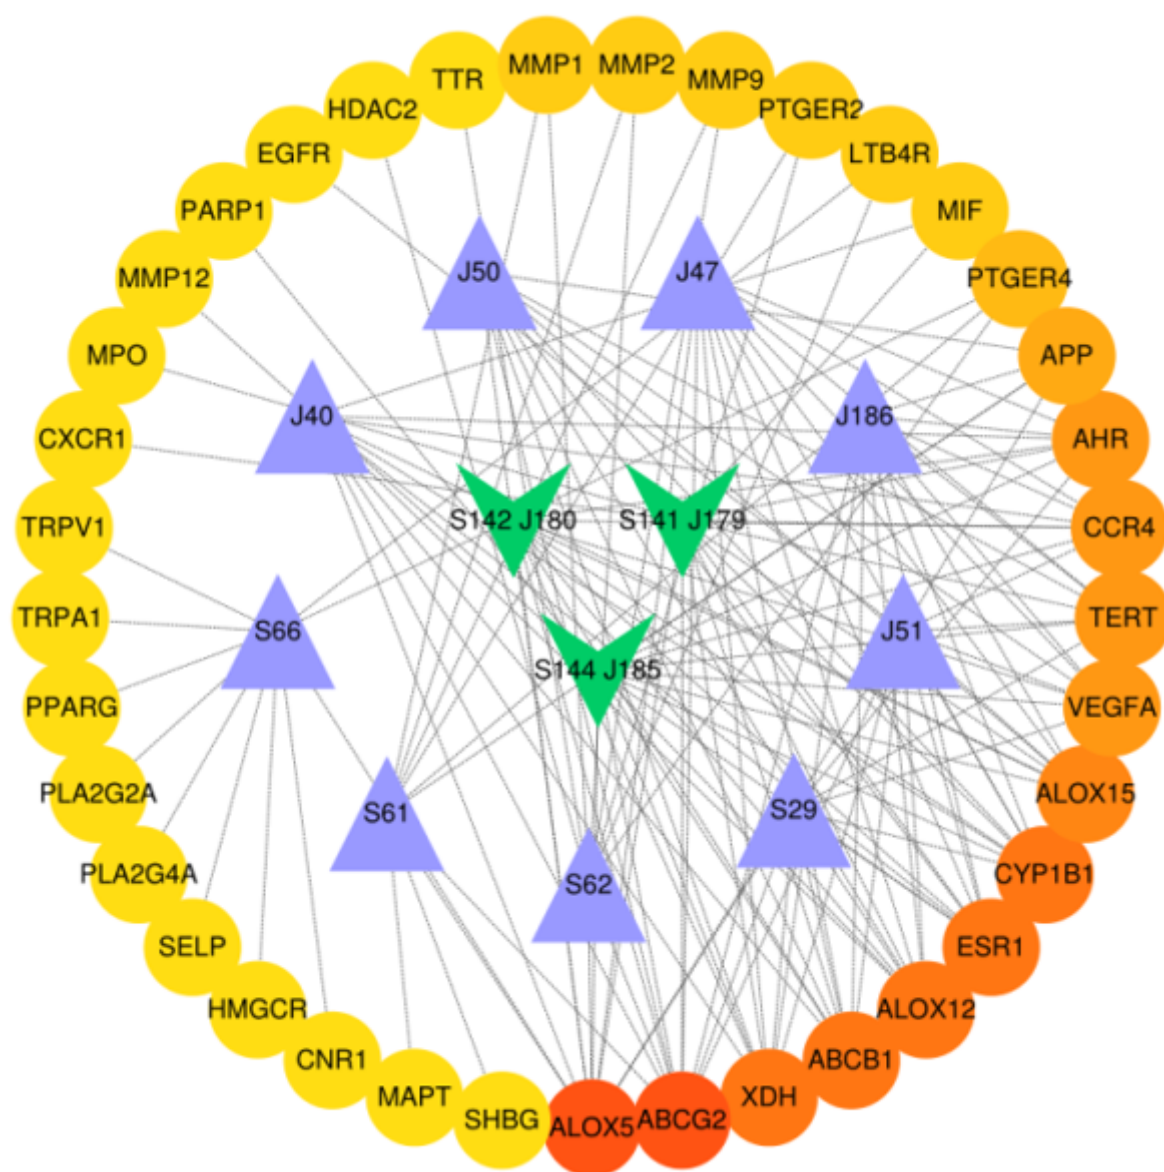 MMP1
MMP2
MMP9
PTGER2
LTB4R
MIF
PTGER4
APP
AHR
CCR4
TERT
VEGFA
ALOX15
CYP1B1
ESR1
ALOX12
ABCB1
XDH
ABCG2
ALOX5
SHBG
MAPT
CNR1
HMGCR
SELP
PLA2G4A
PLA2G2A
PPARG
TRPA1
TRPV1
CXCR1
MPO
MMP12
PARP1
EGFR
HDAC2
TTR
J50
J47
J40
J186
S142 J180
S141 J179
S66
S144 J185
J51
S61
S62
S29